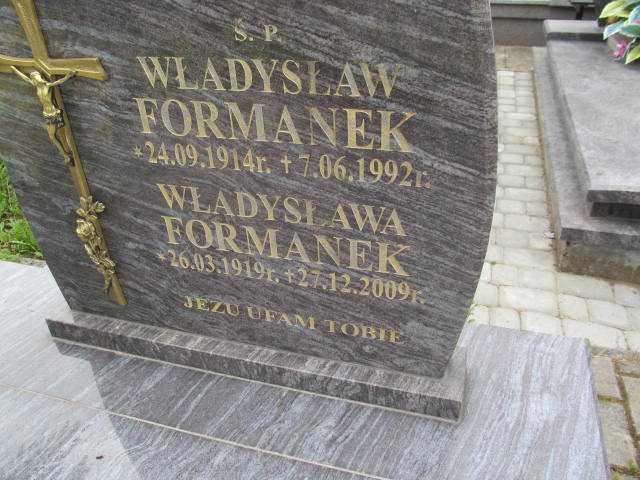 Ś. P.
WŁADYSŁAW
FORMANEK
*24.09.1914r. +7.06.1992r.
WŁADYSŁAWA
FORMANEK
*26.03.1919r. +27.12.2009r.
JEZU UFAM TOBIE